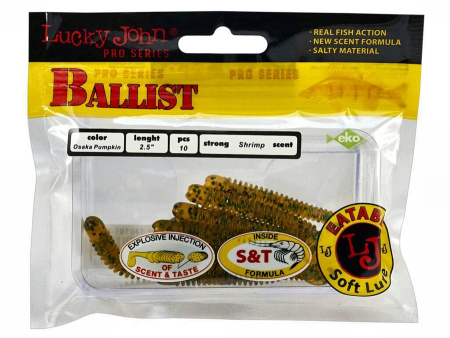 Lucky John®
PRO SERIES
· REAL FISH ACTION
· NEW SCENT FORMULA
· SALTY MATERIAL
PRO SERIES
PRO SERIES
BALLIST
color
Osaka Pumpkin
lenght
2.5"
pcs
10
strong Shrimp scent
eko
EXPLOSIVE INJECTION
OF
SCENT & TASTE
INSIDE
S&T
FORMULA
EATABLE
LJ
LJ
LJ
Soft Lure